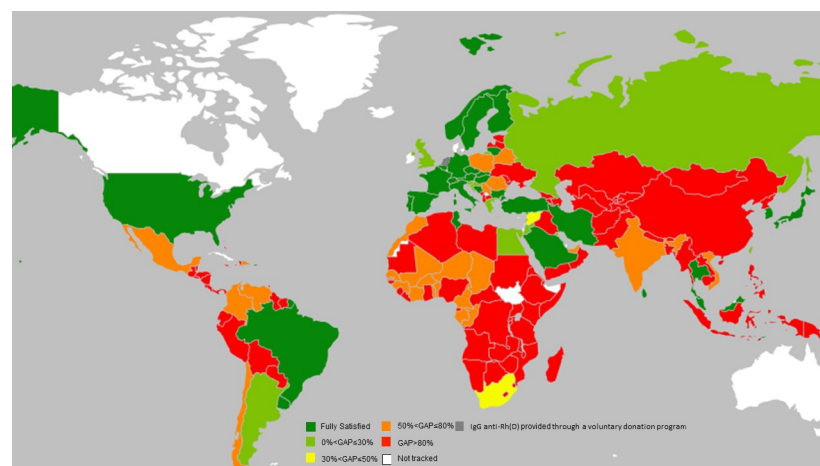 Fully Satisfied
50%<GAP≤80%
IgG anti-Rh(D) provided through a voluntary donation program
0%<GAP≤30%
GAP>80%
30%<GAP≤50%
Not tracked